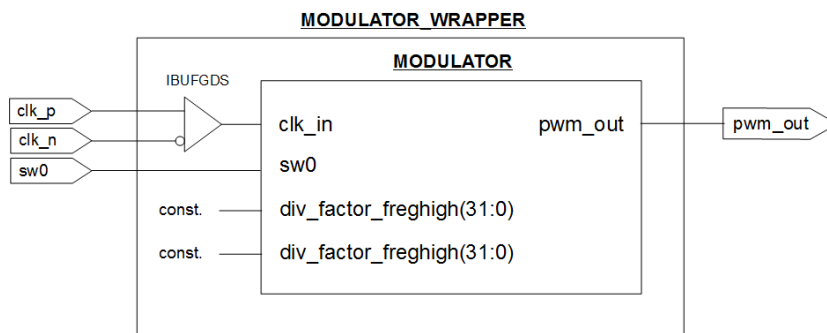 MODULATOR_WRAPPER
MODULATOR
IBUFGDS
clk_p
clk_n
sw0
clk_in
pwm_out
pwm_out
sw0
const.
div_factor_freghigh(31:0)
const.
div_factor_freghigh(31:0)